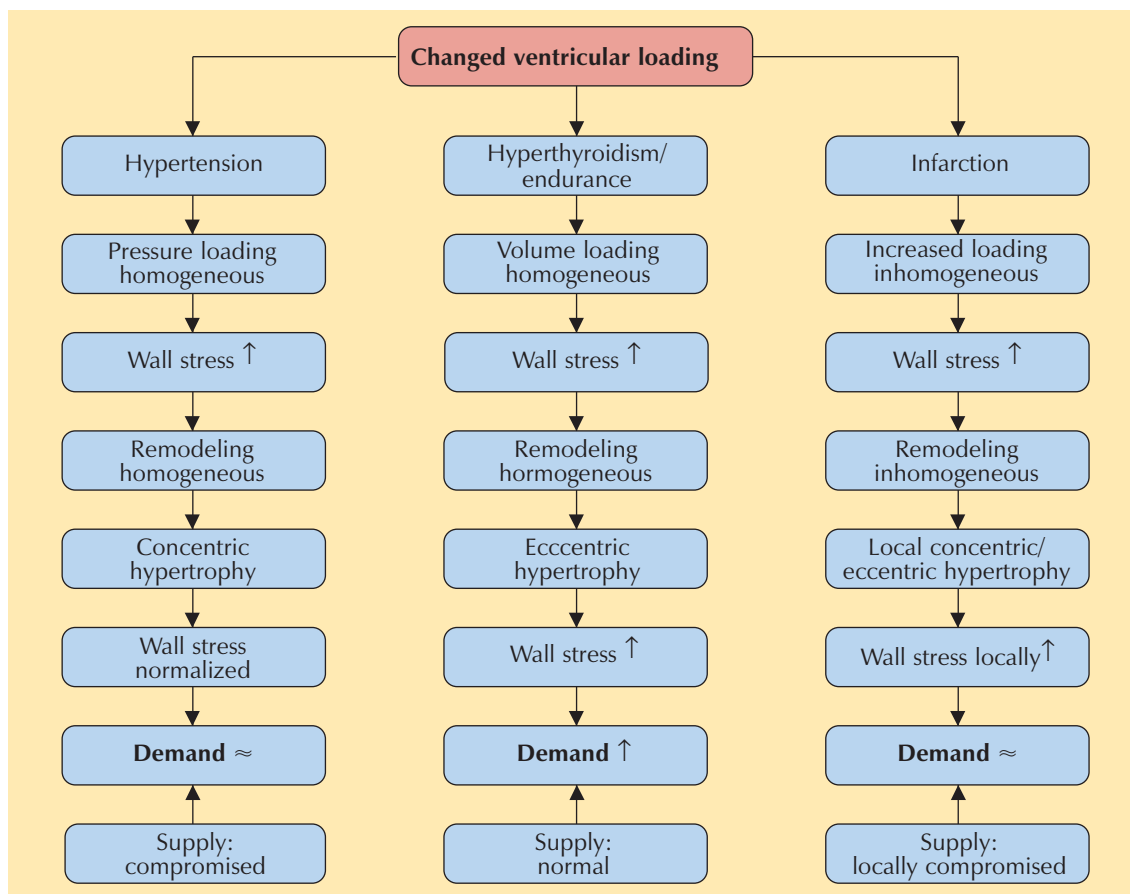 Changed ventricular loading
Hypertension
Hyperthyroidism/
endurance
Infarction
Pressure loading
homogeneous
Volume loading
homogeneous
Increased loading
inhomogeneous
Wall stress ↑
Wall stress ↑
Wall stress ↑
Remodeling
homogeneous
Remodeling
hormogeneous
Remodeling
inhomogeneous
Concentric
hypertrophy
Ecccentric
hypertrophy
Local concentric/
eccentric hypertrophy
Wall stress
normalized
Wall stress ↑
Wall stress locally ↑
Demand ≈
Demand ↑
Demand ≈
Supply:
compromised
Supply:
normal
Supply:
locally compromised